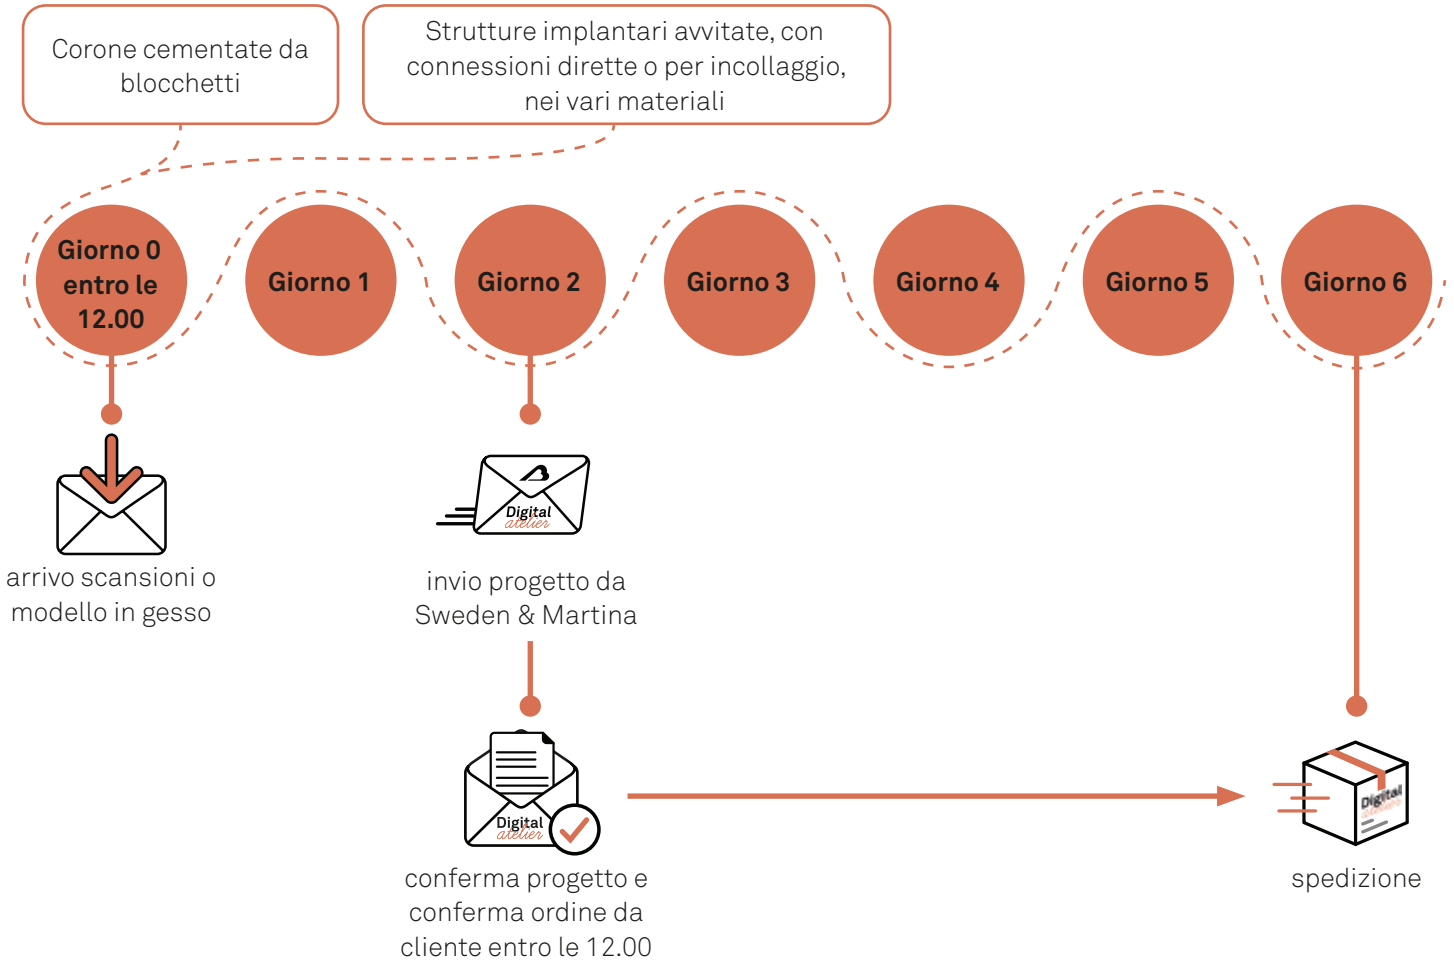 Corone cementate da
blocchetti
Strutture implantari avvitate, con
connessioni dirette o per incollaggio,
nei vari materiali
Giorno 0
entro le
12.00
Giorno 1
Giorno 2
Giorno 3
Giorno 4
Giorno 5
Giorno 6
Digital
atelier
arrivo scansioni o
modello in gesso
invio progetto da
Sweden & Martina
Digital
atelier
Digital
conferma progetto e
conferma ordine da
cliente entro le 12.00
spedizione